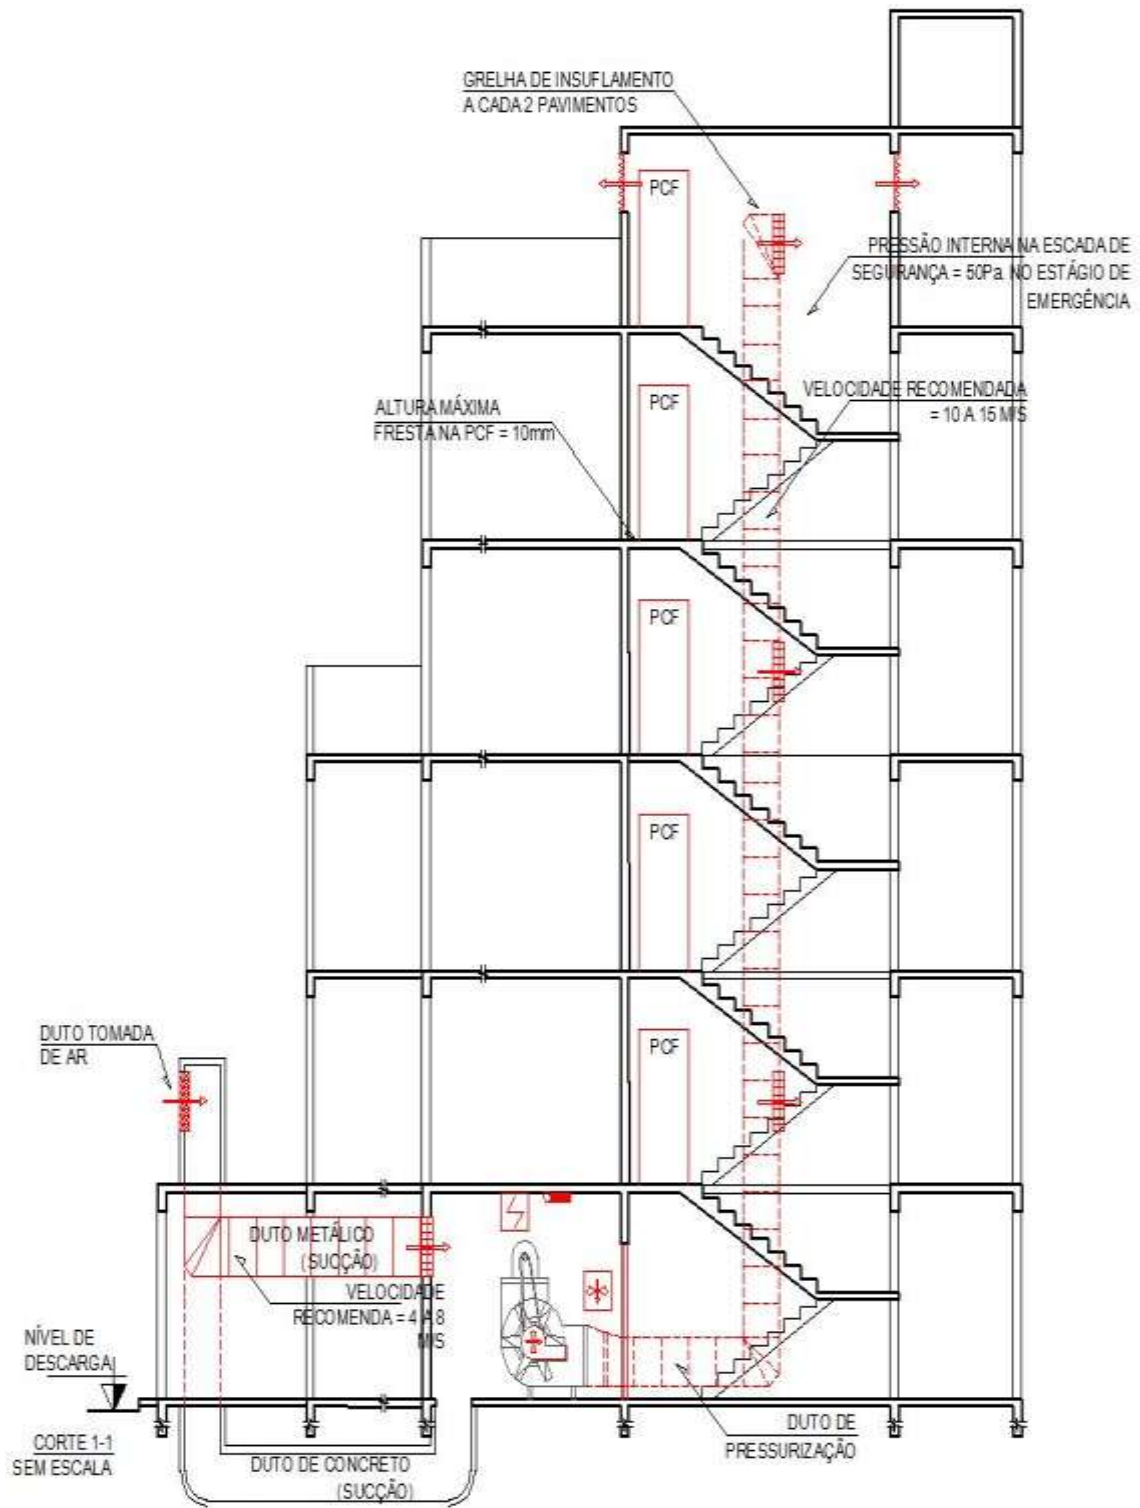 GRELHA DE INSUFLAMENTO
A CADA 2 PAVIMENTOS
PCF
PRESSÃO INTERNA NA ESCADA DE
SEGURANÇA = 50Pa NO ESTÁGIO DE
EMERGÊNCIA
VELOCIDADE RECOMENDADA
= 10 A 15 M/S
PCF
ALTURA MÁXIMA
FRESTA NA PCF = 10mm
PCF
PCF
DUTO TOMADA
DE AR
PCF
DUTO METÁLICO
(SUCÇÃO)
VELOCIDADE
RECOMENDA = 4 A 8
M/S
NÍVEL DE
DESCARGA
DUTO DE
PRESSURIZAÇÃO
CORTE 1-1
SEM ESCALA
DUTO DE CONCRETO
(SUCÇÃO)